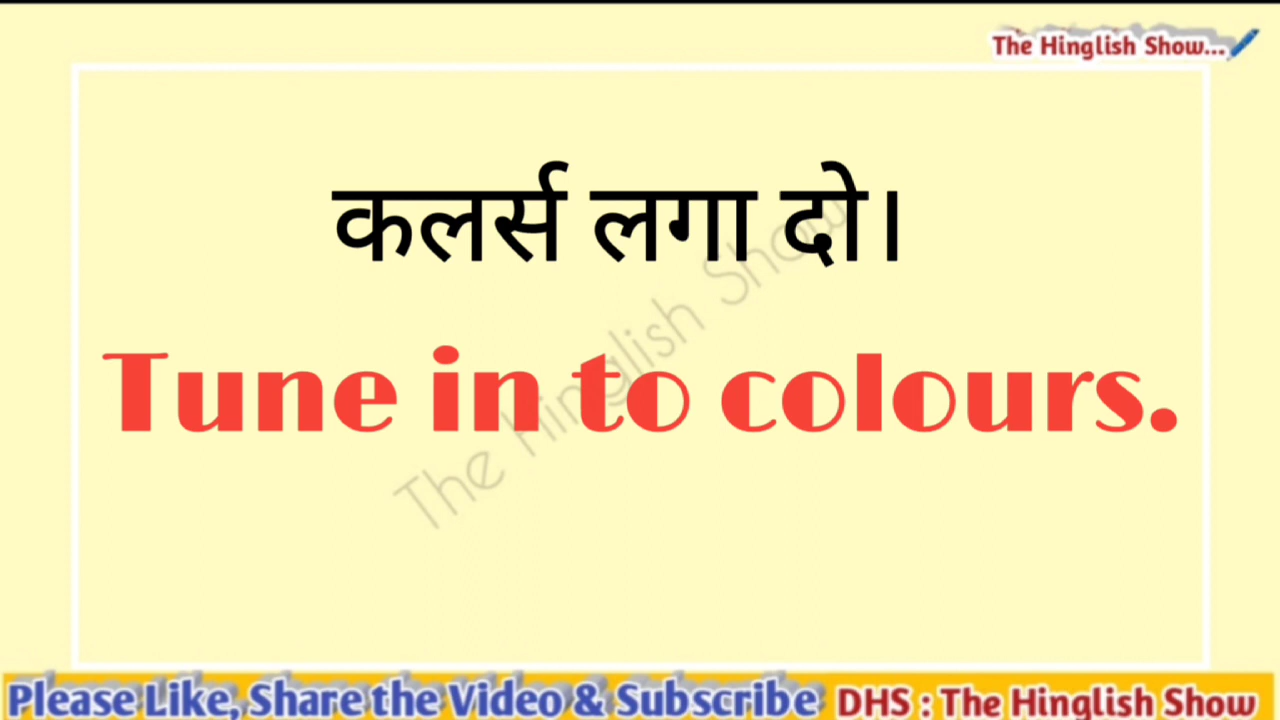 The Hinglish Show...
कलर्स लगा दो।
Tune in to colours.
The Hinglish Show
Please Like, Share the Video & Subscribe DHS : The Hinglish Show